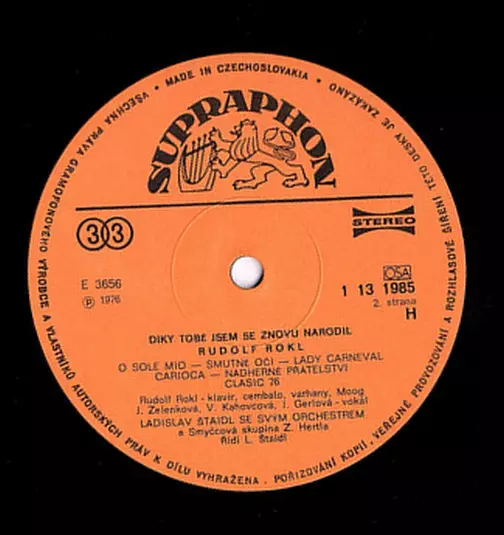 VŠECHNA PRÁVA GRAMOFONOVÉHO VÝROBCE A VLASTNÍKŮ AUTORSKÝCH PRÁV K DÍLU VYHRAŽENA. POŘIZOVÁNÍ KOPIÍ, VEŘEJNÉ PROVOZOVÁNÍ A ROZHLASOVÉ ŠÍŘENÍ TÉTO DESKY JE ZAKÁZÁNO
• MADE IN CZECHOSLOVAKIA •
SUPRAPHON
33
STEREO
E 3656
℗ 1976
OSA
1 13 1985
2. strana
H
DÍKY TOBĚ JSEM SE ZNOVU NARODIL
RUDOLF ROKL
O SOLE MIO — SMUTNÉ OČI — LADY CARNEVAL
CARIOCA — NÁDHERNÉ PŘÁTELSTVÍ
CLASIC 76
Rudolf Rokl - klavír, cembalo, varhany, Moog
J. Zelenková, V. Kahovcová, J. Gerlová - vokál
LADISLAV ŠTAIDL SE SVÝM ORCHESTREM
a Smyčcová skupina Z. Hertla
Řídí L. Štaidl